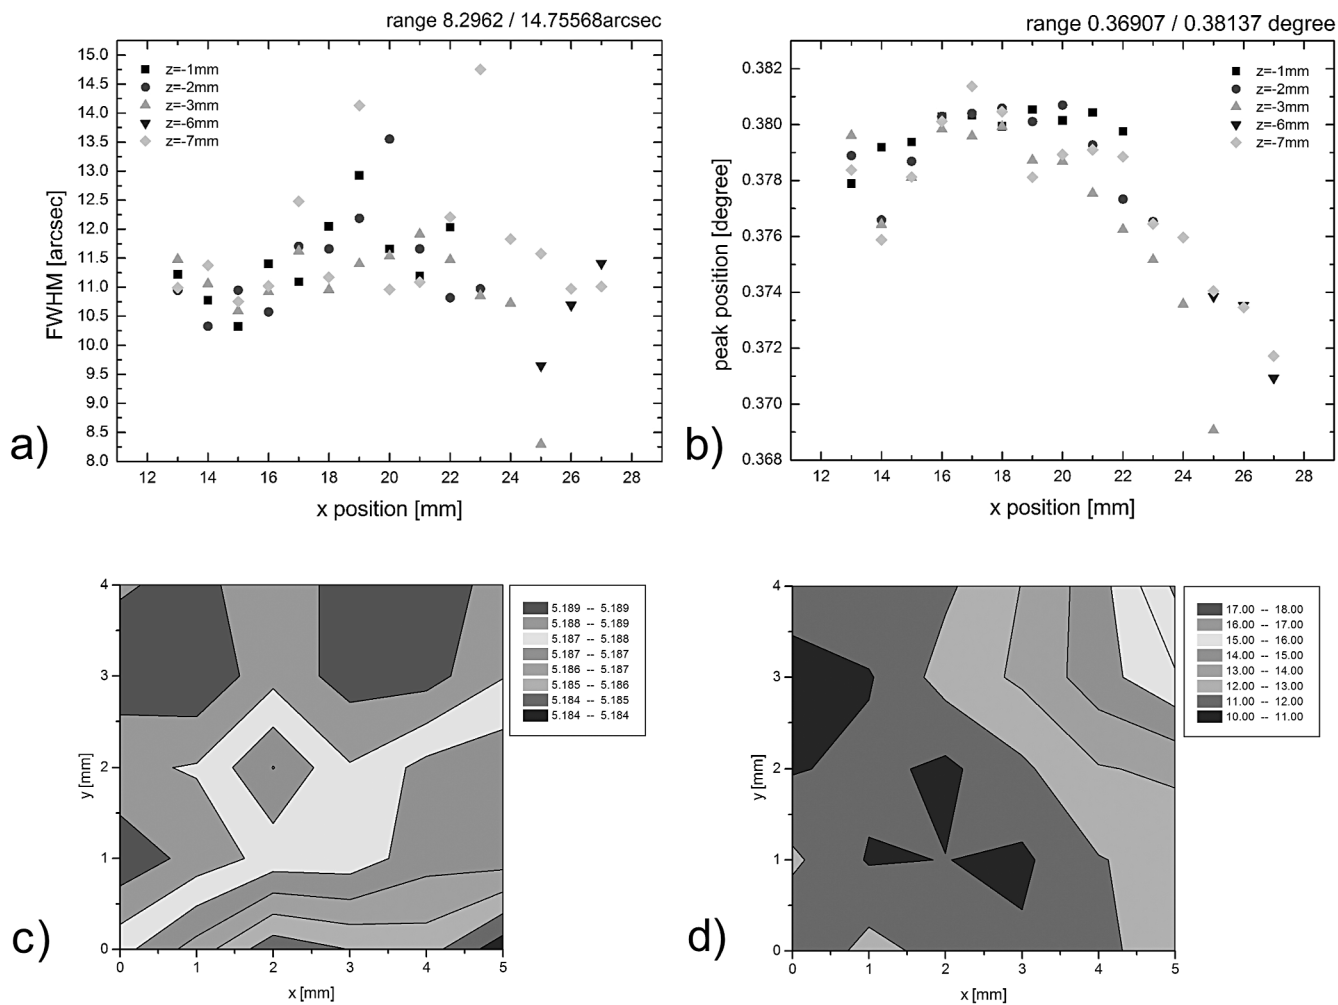 range 8.2962 / 14.75568arcsec
15.0
14.5
14.0
13.5
13.0
12.5
12.0
11.5
11.0
10.5
10.0
9.5
9.0
8.5
8.0
FWHM [arcsec]
z=-1mm
z=-2mm
z=-3mm
z=-6mm
z=-7mm
12 14 16 18 20 22 24 26 28
x position [mm]
a)
range 0.36907 / 0.38137 degree
0.382
0.380
0.378
0.376
0.374
0.372
0.370
0.368
peak position [degree]
z=-1mm
z=-2mm
z=-3mm
z=-6mm
z=-7mm
12 14 16 18 20 22 24 26 28
x position [mm]
b)
4
3
2
1
0
y [mm]
0 1 2 3 4 5
x [mm]
5.189 -- 5.189
5.188 -- 5.189
5.187 -- 5.188
5.187 -- 5.187
5.186 -- 5.187
5.185 -- 5.186
5.184 -- 5.185
5.184 -- 5.184
c)
4
3
2
1
0
y [mm]
0 1 2 3 4 5
x [mm]
17.00 -- 18.00
16.00 -- 17.00
15.00 -- 16.00
14.00 -- 15.00
13.00 -- 14.00
12.00 -- 13.00
11.00 -- 12.00
10.00 -- 11.00
d)